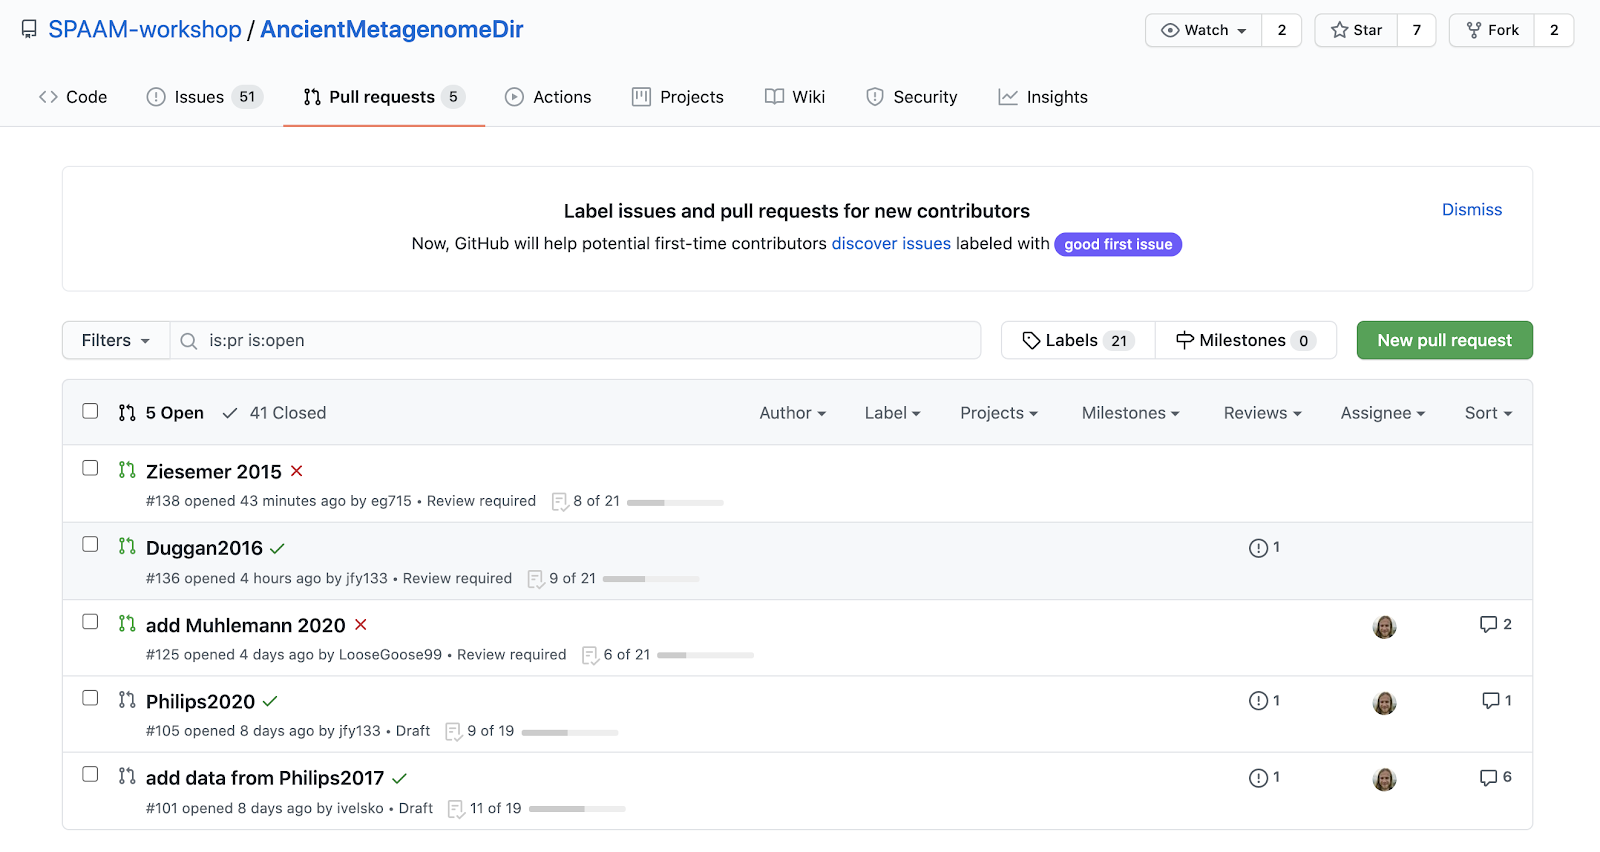 SPAAM-workshop / AncientMetagenomeDir
Watch 2 Star 7 Fork 2
Code Issues 51 Pull requests 5 Actions Projects Wiki Security Insights
Label issues and pull requests for new contributors
Dismiss
Now, GitHub will help potential first-time contributors discover issues labeled with good first issue
Filters is:pr is:open Labels 21 Milestones 0 New pull request
5 Open 41 Closed Author Label Projects Milestones Reviews Assignee Sort
Ziesemer 2015
#138 opened 43 minutes ago by eg715 • Review required 8 of 21
Duggan2016 1
#136 opened 4 hours ago by jfy133 • Review required 9 of 21
add Muhlemann 2020 2
#125 opened 4 days ago by LooseGoose99 • Review required 6 of 21
Philips2020 1 1
#105 opened 8 days ago by jfy133 • Draft 9 of 19
add data from Philips2017 1 6
#101 opened 8 days ago by ivelsko • Draft 11 of 19